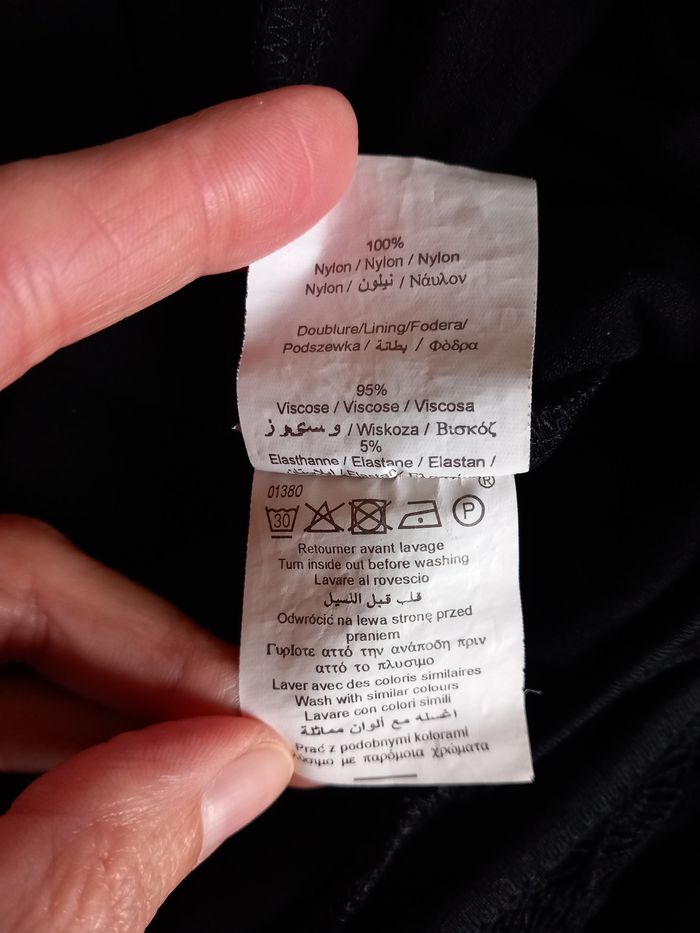 100%
Nylon / Nylon / Nylon
Nylon / نيلون / Νάυλον
Doublure/Lining/Fodera/
Podszewka / بطانة / Φόδρα
95%
Viscose / Viscose / Viscosa
و سـيـو ز / Wiskoza / Βισκόζ
5%
Elasthanne / Elastane / Elastan /
®
01380
30
P
Retourner avant lavage
Turn inside out before washing
Lavare al rovescio
قلب قبل الغسيل
Odwrócić na lewa stronę przed
praniem
ΓυρΙστε αττό την ανάποδη πριν
αττό το πλυσιμο
Laver avec des coloris similaires
Wash with similar colours
Lavare con colori simili
اغسله مع ألوان مماثلة
Prać z podobnymi kolorami
με παρόμοια χρώματα